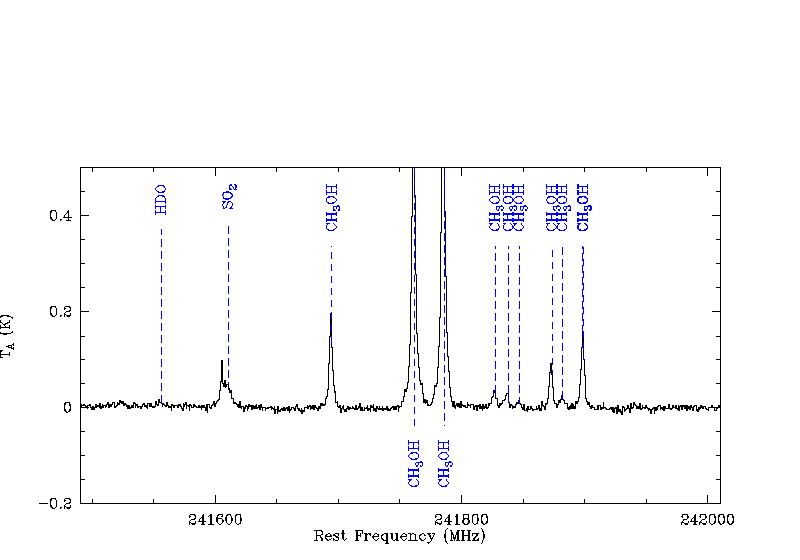 HDO
SO2
CH3OH
CH3OH
CH3OH
CH3OH
CH3OH
CH3OH
CH3OH
0.4
0.2
0
-0.2
TA (K)
CH3OH
CH3OH
241600
241800
242000
Rest Frequency (MHz)